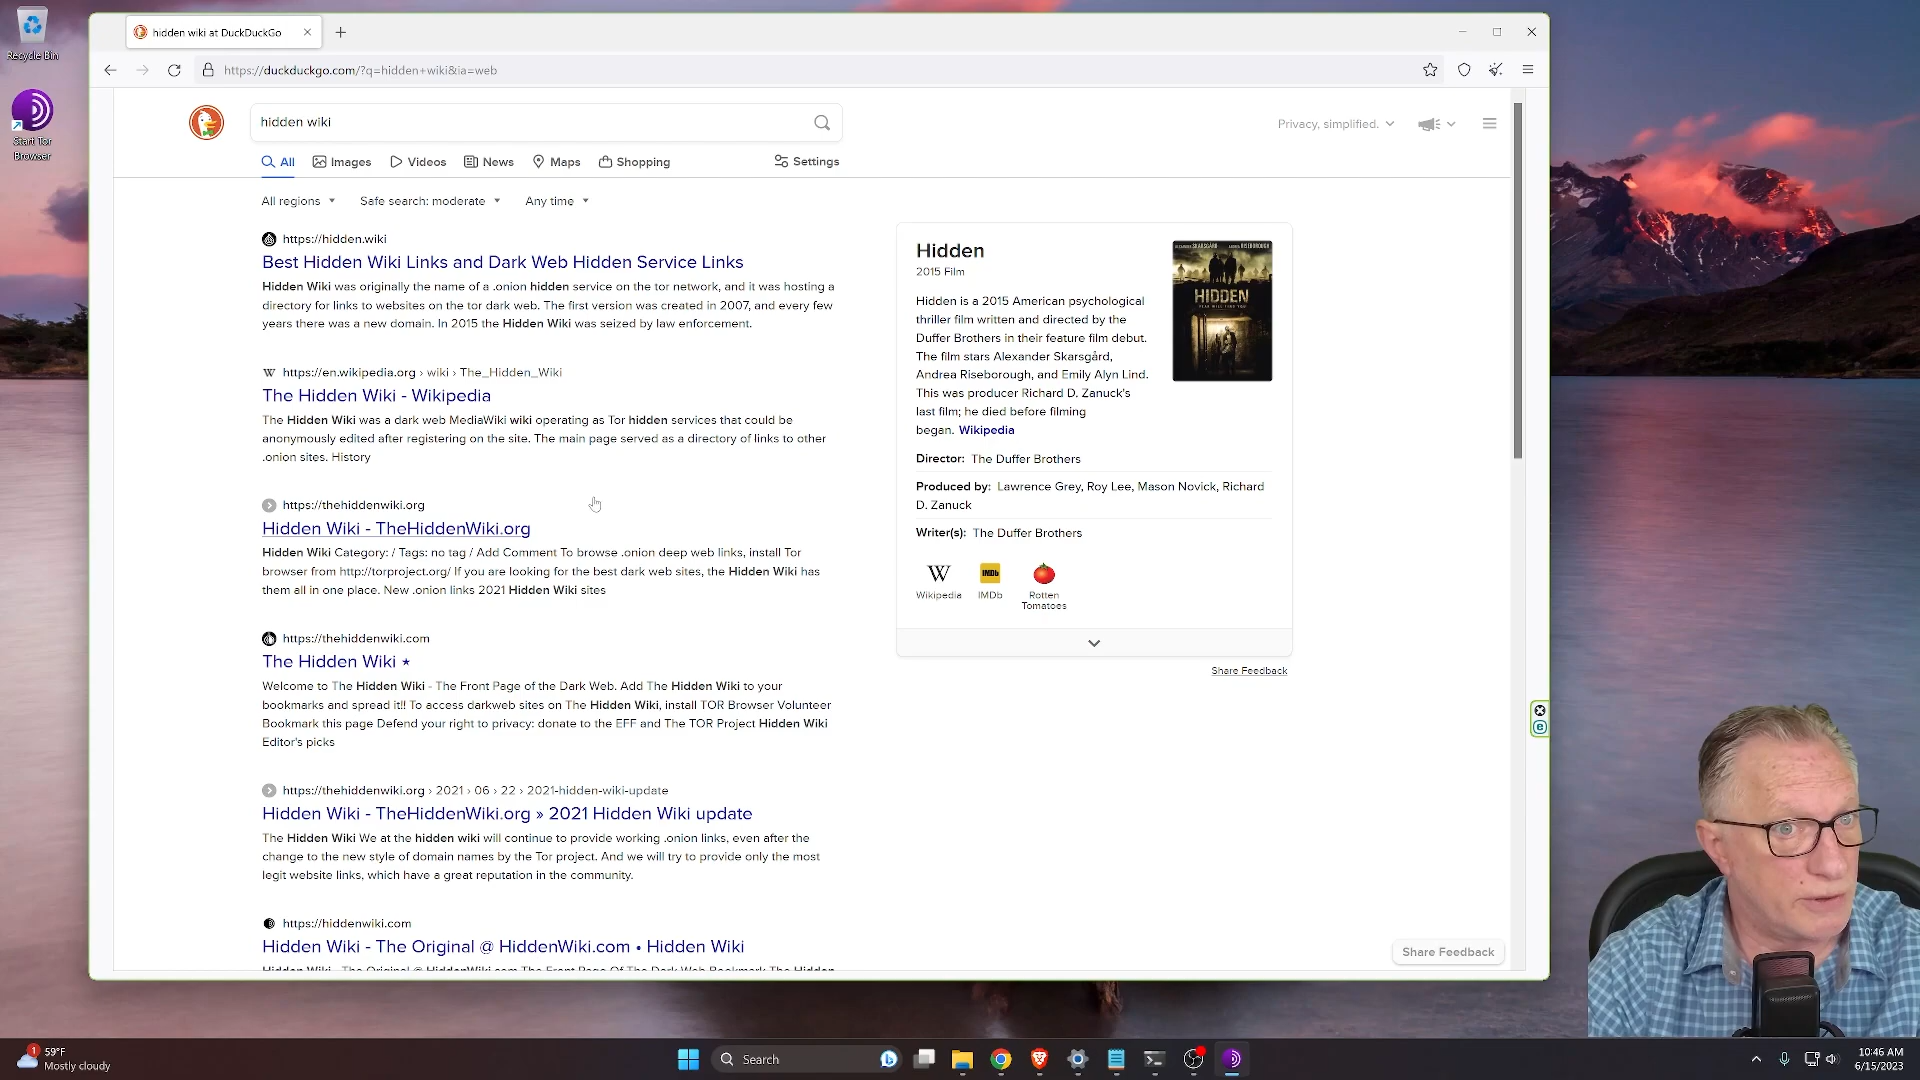 Recycle Bin
Start Tor
Browser
hidden wiki at DuckDuckGo
https://duckduckgo.com/?q=hidden+wiki&ia=web
hidden wiki
Privacy, simplified.
All
Images
Videos
News
Maps
Shopping
Settings
All regions
Safe search: moderate
Any time
https://hidden.wiki
Best Hidden Wiki Links and Dark Web Hidden Service Links
Hidden Wiki was originally the name of a .onion hidden service on the tor network, and it was hosting a
directory for links to websites on the tor dark web. The first version was created in 2007, and every few
years there was a new domain. In 2015 the Hidden Wiki was seized by law enforcement.
https://en.wikipedia.org › wiki › The_Hidden_Wiki
The Hidden Wiki - Wikipedia
The Hidden Wiki was a dark web MediaWiki wiki operating as Tor hidden services that could be
anonymously edited after registering on the site. The main page served as a directory of links to other
.onion sites. History
https://thehiddenwiki.org
Hidden Wiki - TheHiddenWiki.org
Hidden Wiki Category: / Tags: no tag / Add Comment To browse .onion deep web links, install Tor
browser from http://torproject.org/ If you are looking for the best dark web sites, the Hidden Wiki has
them all in one place. New .onion links 2021 Hidden Wiki sites
https://thehiddenwiki.com
The Hidden Wiki ⋆
Welcome to The Hidden Wiki - The Front Page of the Dark Web. Add The Hidden Wiki to your
bookmarks and spread it!! To access darkweb sites on The Hidden Wiki, install TOR Browser Volunteer
Bookmark this page Defend your right to privacy: donate to the EFF and The TOR Project Hidden Wiki
Editor's picks
https://thehiddenwiki.org › 2021 › 06 › 22 › 2021-hidden-wiki-update
Hidden Wiki - TheHiddenWiki.org » 2021 Hidden Wiki update
The Hidden Wiki We at the hidden wiki will continue to provide working .onion links, even after the
change to the new style of domain names by the Tor project. And we will try to provide only the most
legit website links, which have a great reputation in the community.
https://hiddenwiki.com
Hidden Wiki - The Original @ HiddenWiki.com • Hidden Wiki
Hidden Wiki - The Original @ HiddenWiki.com The Front Page Of The Dark Web Bookmark The Hidden
Hidden
2015 Film
Hidden is a 2015 American psychological
thriller film written and directed by the
Duffer Brothers in their feature film debut.
The film stars Alexander Skarsgård,
Andrea Riseborough, and Emily Alyn Lind.
This was producer Richard D. Zanuck's
last film; he died before filming
began. Wikipedia
HIDDEN
Director: The Duffer Brothers
Produced by: Lawrence Grey, Roy Lee, Mason Novick, Richard
D. Zanuck
Writer(s): The Duffer Brothers
W
IMDb
Wikipedia
IMDb
Rotten
Tomatoes
Share Feedback
Share Feedback
1
59°F
Mostly cloudy
Search
10:46 AM
6/15/2023